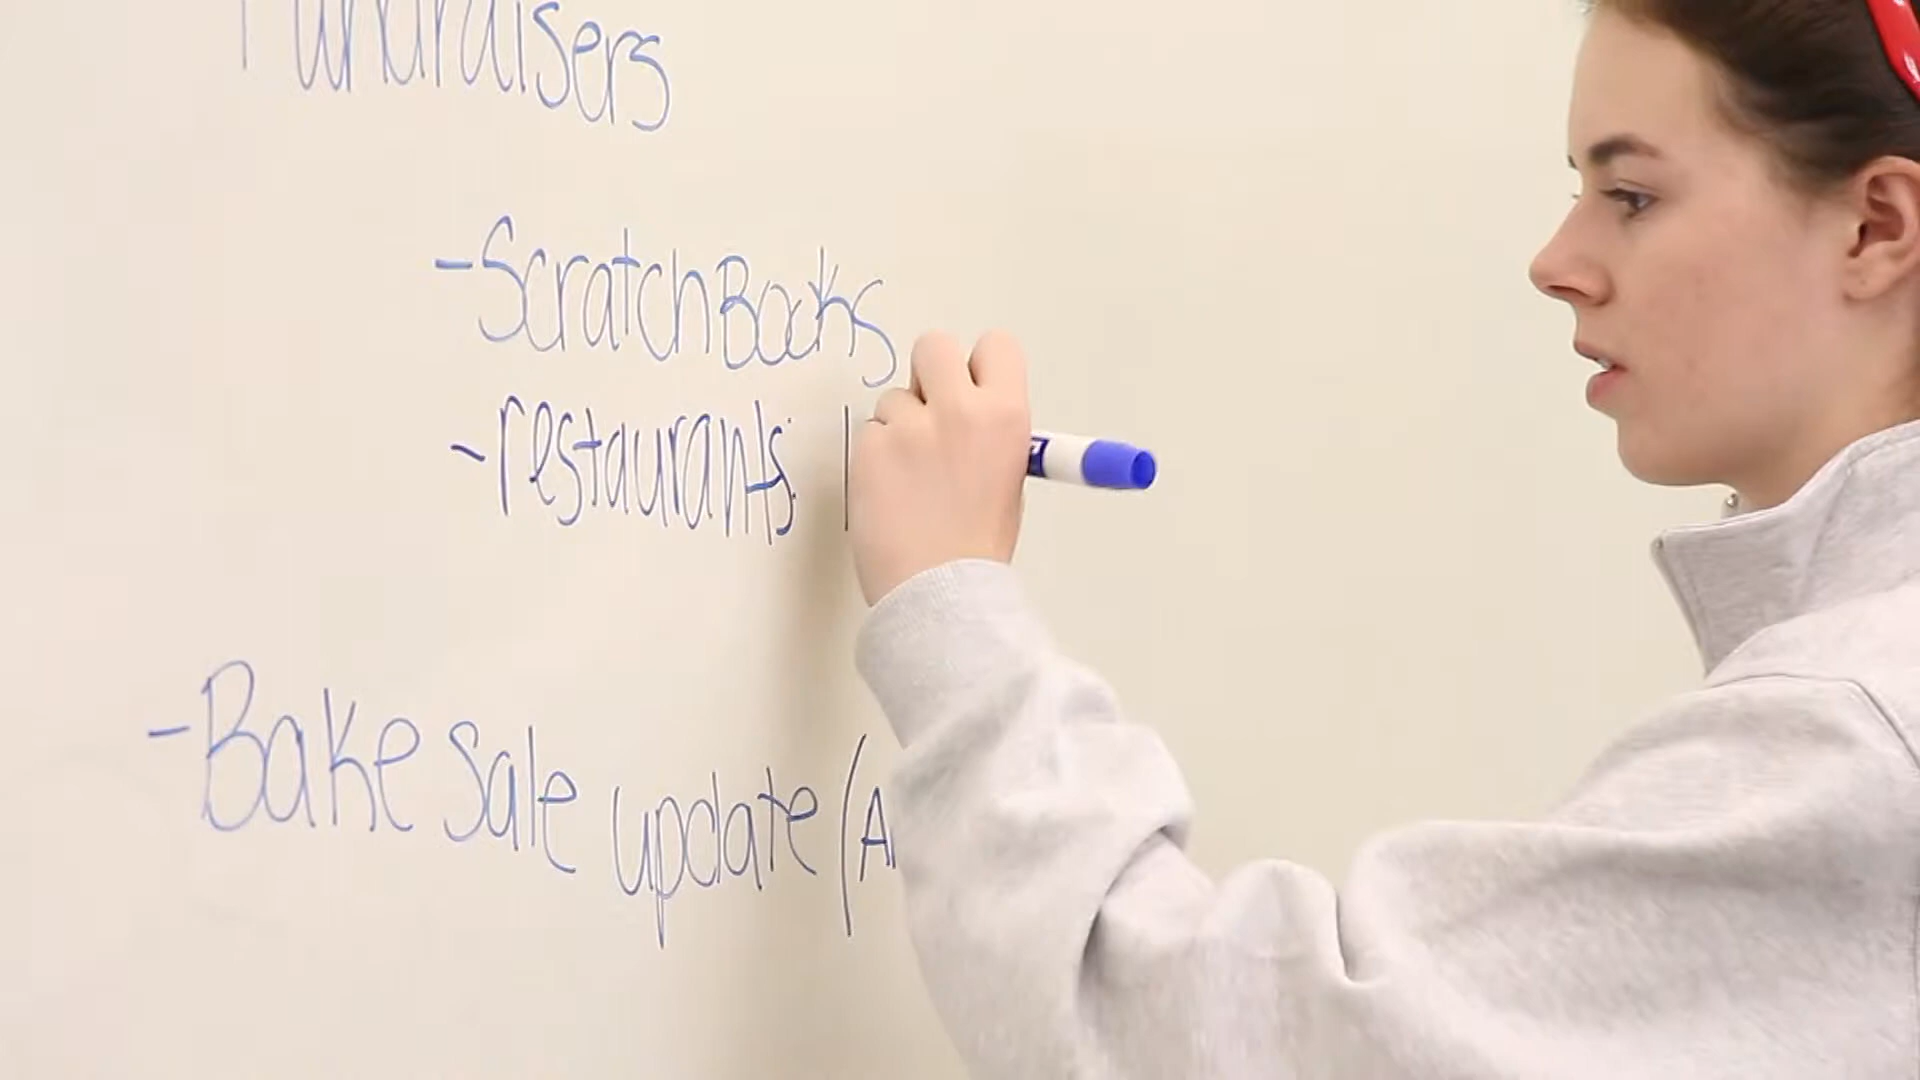 Fundraisers
-Scratch Books
-restaurants
-Bake Sale update (A